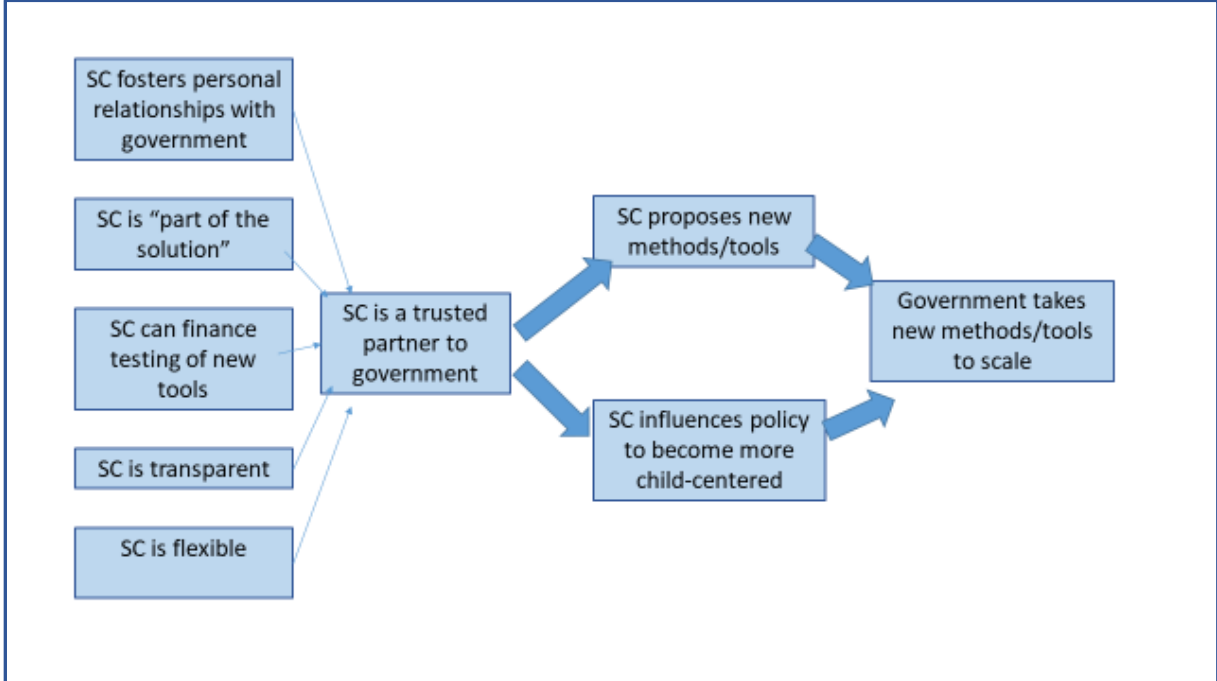 SC fosters personal
relationships with
government
SC is “part of the
solution”
SC can finance
testing of new
tools
SC is transparent
SC is flexible
SC is a trusted
partner to
government
SC proposes new
methods/tools
SC influences policy
to become more
child-centered
Government takes
new methods/tools
to scale